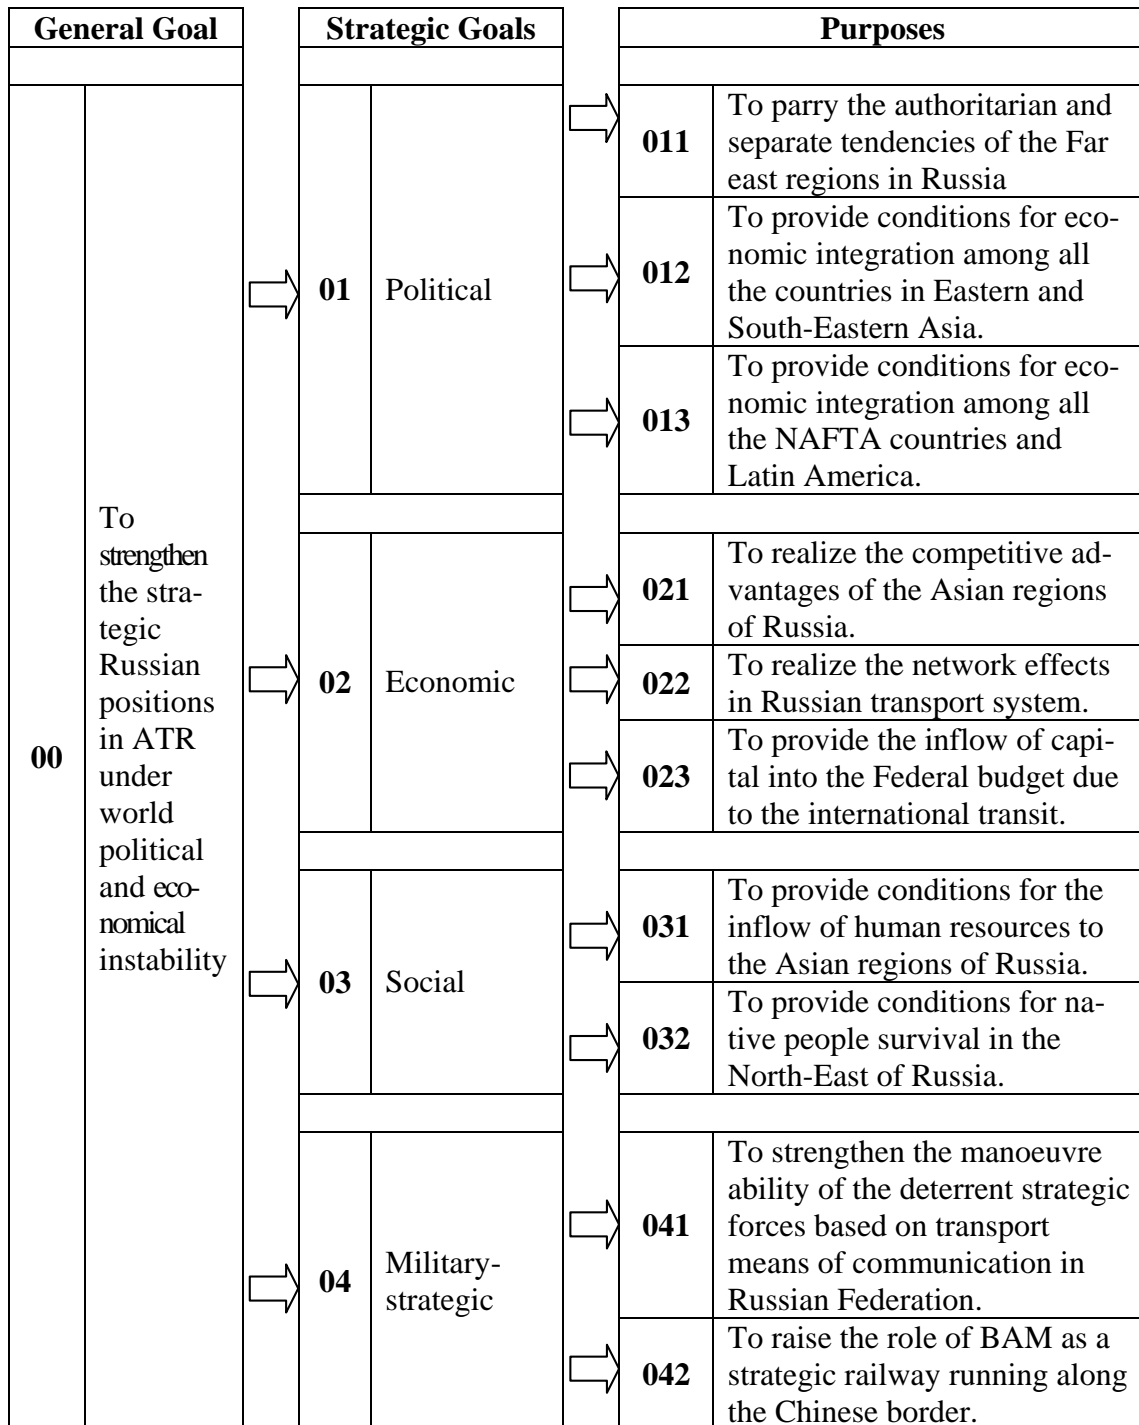 General Goal
Strategic Goals
Purposes
00
To
strengthen
the stra-
tegic
Russian
positions
in ATR
under
world
political
and eco-
nomical
instability
01
Political
011
To parry the authoritarian and
separate tendencies of the Far
east regions in Russia
012
To provide conditions for eco-
nomic integration among all
the countries in Eastern and
South-Eastern Asia.
013
To provide conditions for eco-
nomic integration among all
the NAFTA countries and
Latin America.
02
Economic
021
To realize the competitive ad-
vantages of the Asian regions
of Russia.
022
To realize the network effects
in Russian transport system.
023
To provide the inflow of capi-
tal into the Federal budget due
to the international transit.
03
Social
031
To provide conditions for the
inflow of human resources to
the Asian regions of Russia.
032
To provide conditions for na-
tive people survival in the
North-East of Russia.
04
Military-
strategic
041
To strengthen the manoeuvre
ability of the deterrent strategic
forces based on transport
means of communication in
Russian Federation.
042
To raise the role of BAM as a
strategic railway running along
the Chinese border.